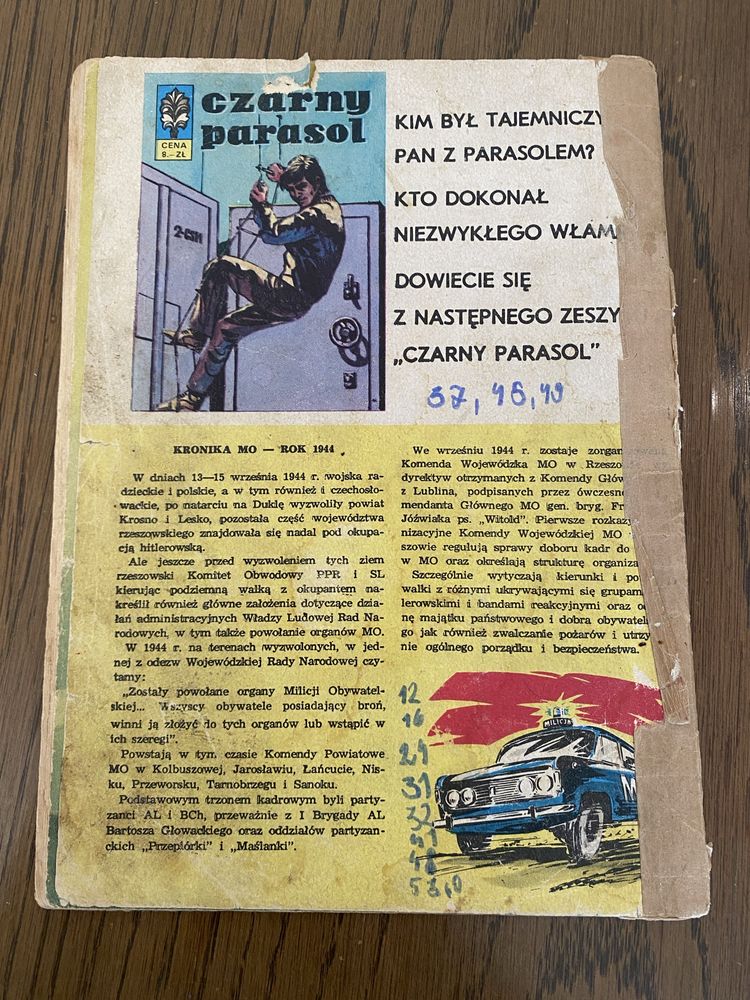 czarny
parasol
CENA
8.—ZŁ
2-GSM
KIM BYŁ TAJEMNICZY
PAN Z PARASOLEM?
KTO DOKONAŁ
NIEZWYKŁEGO WŁAM
DOWIECIE SIĘ
Z NASTĘPNEGO ZESZY
„CZARNY PARASOL”
37, 48, 49
KRONIKA MO — ROK 1944
W dniach 13—15 września 1944 r. wojska ra-
dzieckie i polskie, a w tym również i czechosło-
wackie, po natarciu na Duklę wyzwoliły powiat
Krosno i Lesko, pozostała część województwa
rzeszowskiego znajdowała się nadal pod okupa-
cją hitlerowską.
Ale jeszcze przed wyzwoleniem tych ziem
rzeszowski Komitet Obwodowy PPR i SL
kierując podziemną walką z okupantem na-
kreślił również główne założenia dotyczące dzia-
łań administracyjnych Władzy Ludowej Rad Na-
rodowych, w tym także powołanie organów MO.
W 1944 r. na terenach wyzwolonych, w jed-
nej z odezw Wojewódzkiej Rady Narodowej czy-
tamy:
„Zostały powołane organy Milicji Obywatel-
skiej... Wszyscy obywatele posiadający broń,
winni ją złożyć do tych organów lub wstąpić w
ich szeregi”.
Powstają w tym czasie Komendy Powiatowe
MO w Kolbuszowej, Jarosławiu, Łańcucie, Nis-
ku, Przeworsku, Tarnobrzegu i Sanoku.
Podstawowym trzonem kadrowym byli party-
zanci AL i BCh, przeważnie z I Brygady AL
Bartosza Głowackiego oraz oddziałów partyzan-
ckich „Przepiórki” i „Maślanki”.
We wrześniu 1944 r. zostaje zorgan
Komenda Wojewódzka MO w Rzeszo
dyrektyw otrzymanych z Komendy Głów
z Lublina, podpisanych przez ówczesne
mendanta Głównego MO gen. bryg. Fr
Jóźwiaka ps. „Witold”. Pierwsze rozkazy
nizacyjne Komendy Wojewódzkiej MO
szowie regulują sprawy doboru kadr do
w MO oraz określają strukturę organiza
Szczególnie wytyczają kierunki i po
walki z różnymi ukrywającymi się grupam
lerowskimi i bandami reakcyjnymi oraz o
nę majątku państwowego i dobra obywatel
go jak również zwalczanie pożarów i utrzy
nie ogólnego porządku i bezpieczeństwa.
12
16
21
31
32
MILICJA
M